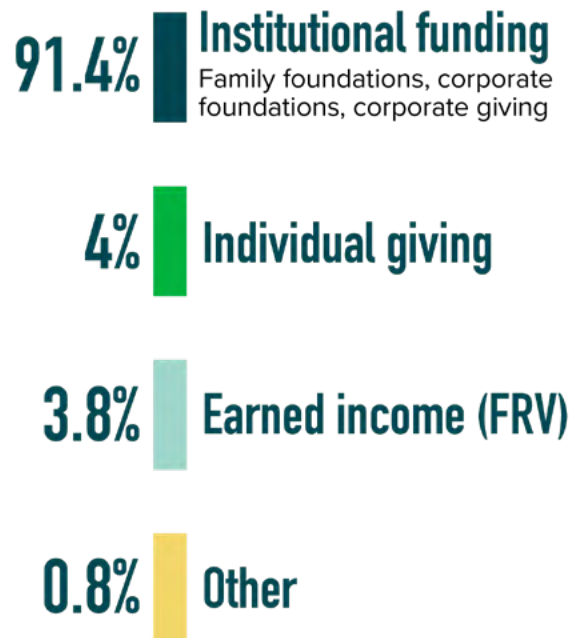 91.4%
Institutional funding
Family foundations, corporate
foundations, corporate giving
4%
Individual giving
3.8%
Earned income (FRV)
0.8%
Other